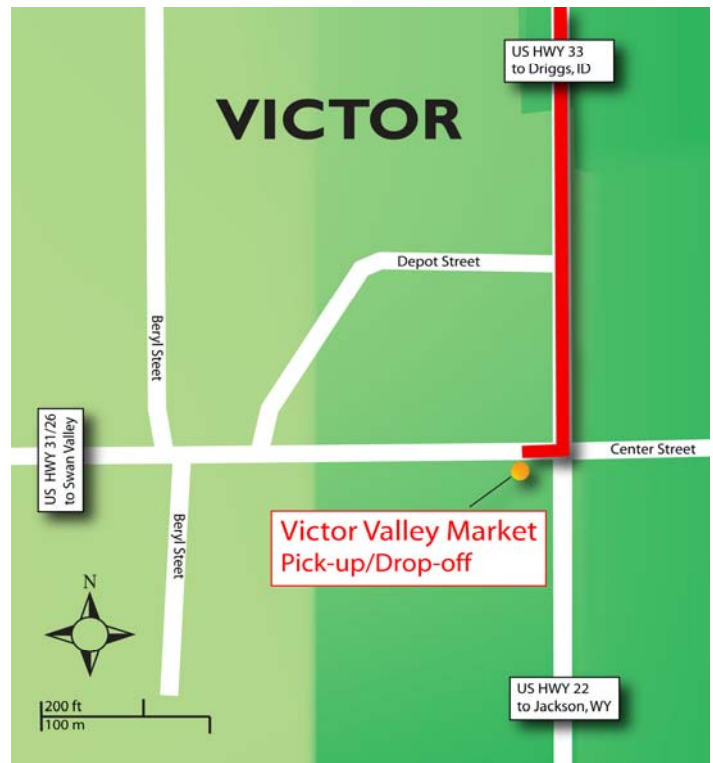 US HWY 33
to Driggs, ID
VICTOR
Depot Street
Beryl Steet
US HWY 31/26
to Swan Valley
Center Street
Beryl Steet
Victor Valley Market
Pick-up/Drop-off
N
US HWY 22
to Jackson, WY
200 ft
100 m